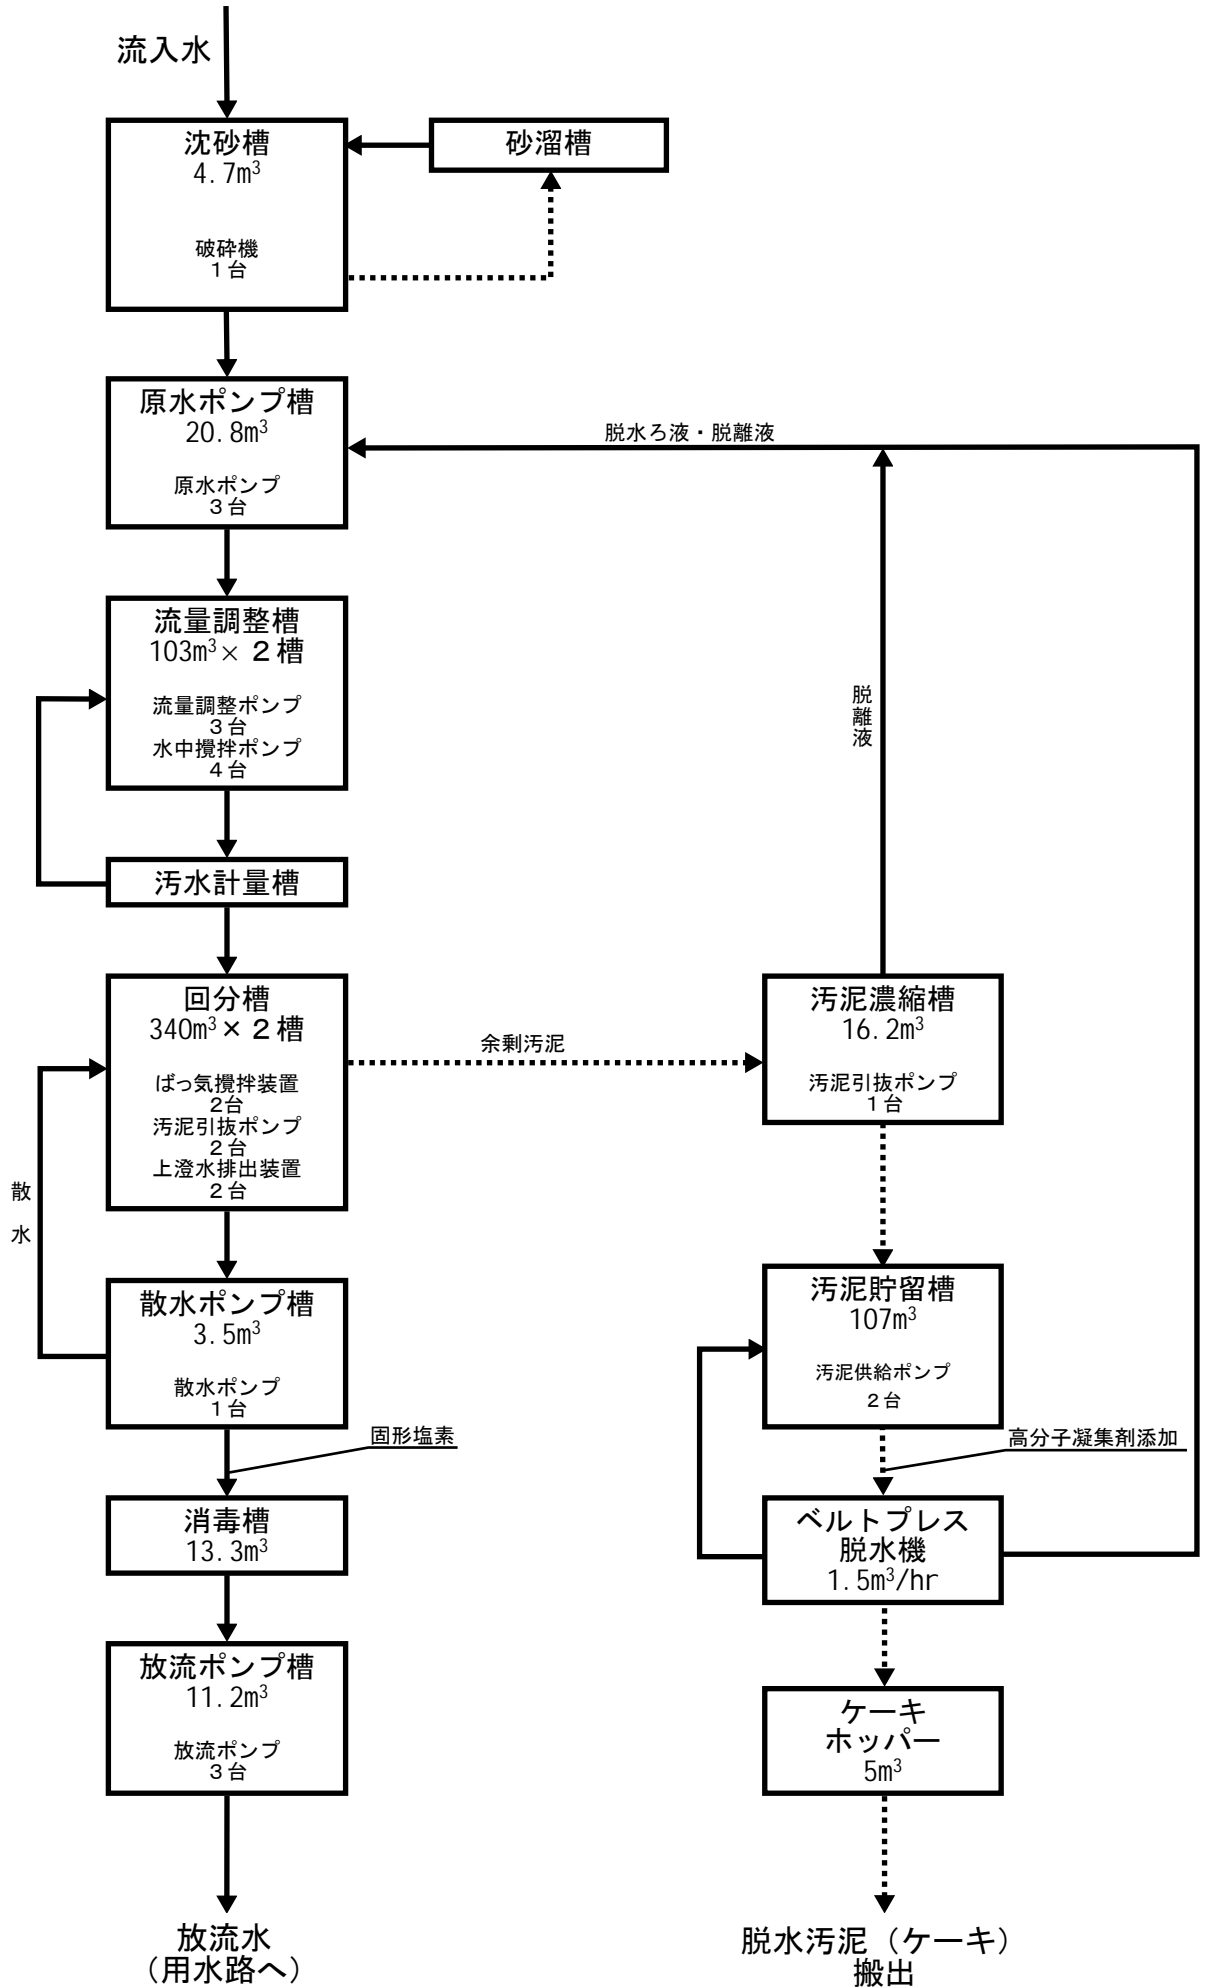 流入水
沈砂槽
4.7m³
破砕機
1台
砂溜槽
原水ポンプ槽
20.8m³
原水ポンプ
3台
脱水ろ液・脱離液
流量調整槽
103m³× 2槽
流量調整ポンプ
3台
水中攪拌ポンプ
4台
脱離液
汚水計量槽
回分槽
340m³× 2槽
ばっ気攪拌装置
2台
汚泥引抜ポンプ
2台
上澄水排出装置
2台
余剰汚泥
汚泥濃縮槽
16.2m³
汚泥引抜ポンプ
1台
散水
散水ポンプ槽
3.5m³
散水ポンプ
1台
汚泥貯留槽
107m³
汚泥供給ポンプ
2台
固形塩素
高分子凝集剤添加
消毒槽
13.3m³
ベルトプレス
脱水機
1.5m³/hr
放流ポンプ槽
11.2m³
放流ポンプ
3台
ケーキ
ホッパー
5m³
放流水
（用水路へ）
脱水汚泥（ケーキ）
搬出